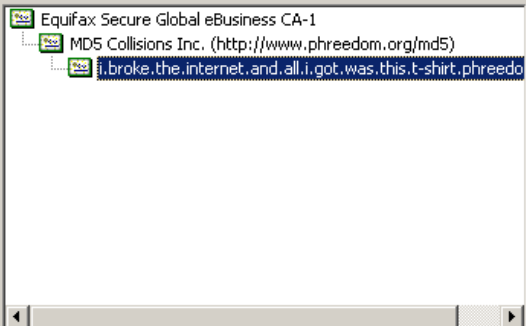 Equifax Secure Global eBusiness CA-1
MD5 Collisions Inc. (http://www.phreedom.org/md5)
i.broke.the.internet.and.all.i.got.was.this.t-shirt.phreedo